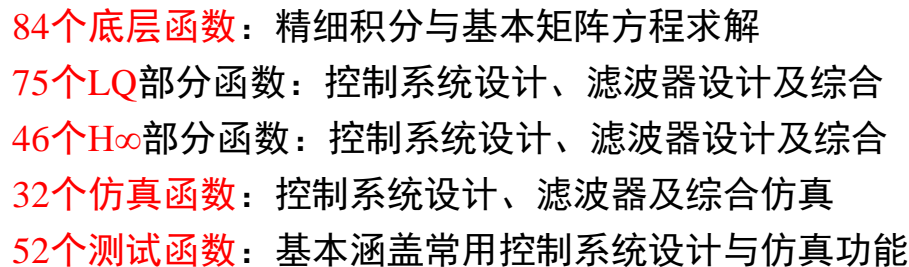 84个底层函数：精细积分与基本矩阵方程求解
75个LQ部分函数：控制系统设计、滤波器设计及综合
46个H∞部分函数：控制系统设计、滤波器设计及综合
32个仿真函数：控制系统设计、滤波器及综合仿真
52个测试函数：基本涵盖常用控制系统设计与仿真功能